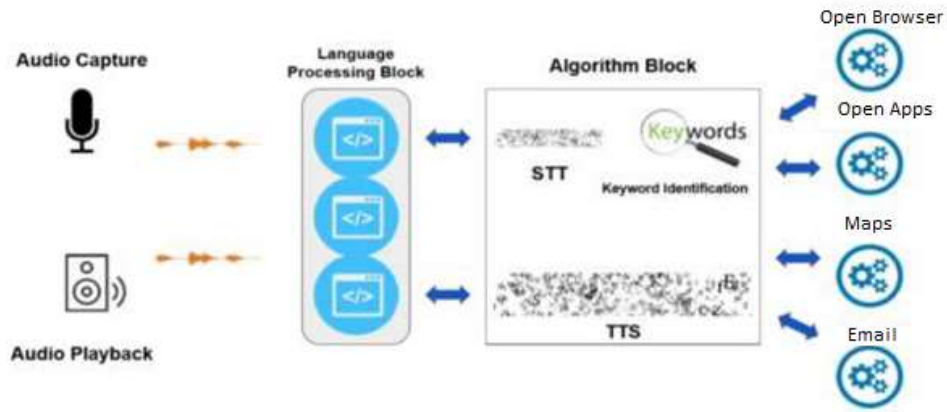 Open Browser
Audio Capture
Language
Processing Block
Algorithm Block
Open Apps
</>
Keywords
STT
Keyword Identification
</>
Maps
</>
TTS
Email
Audio Playback